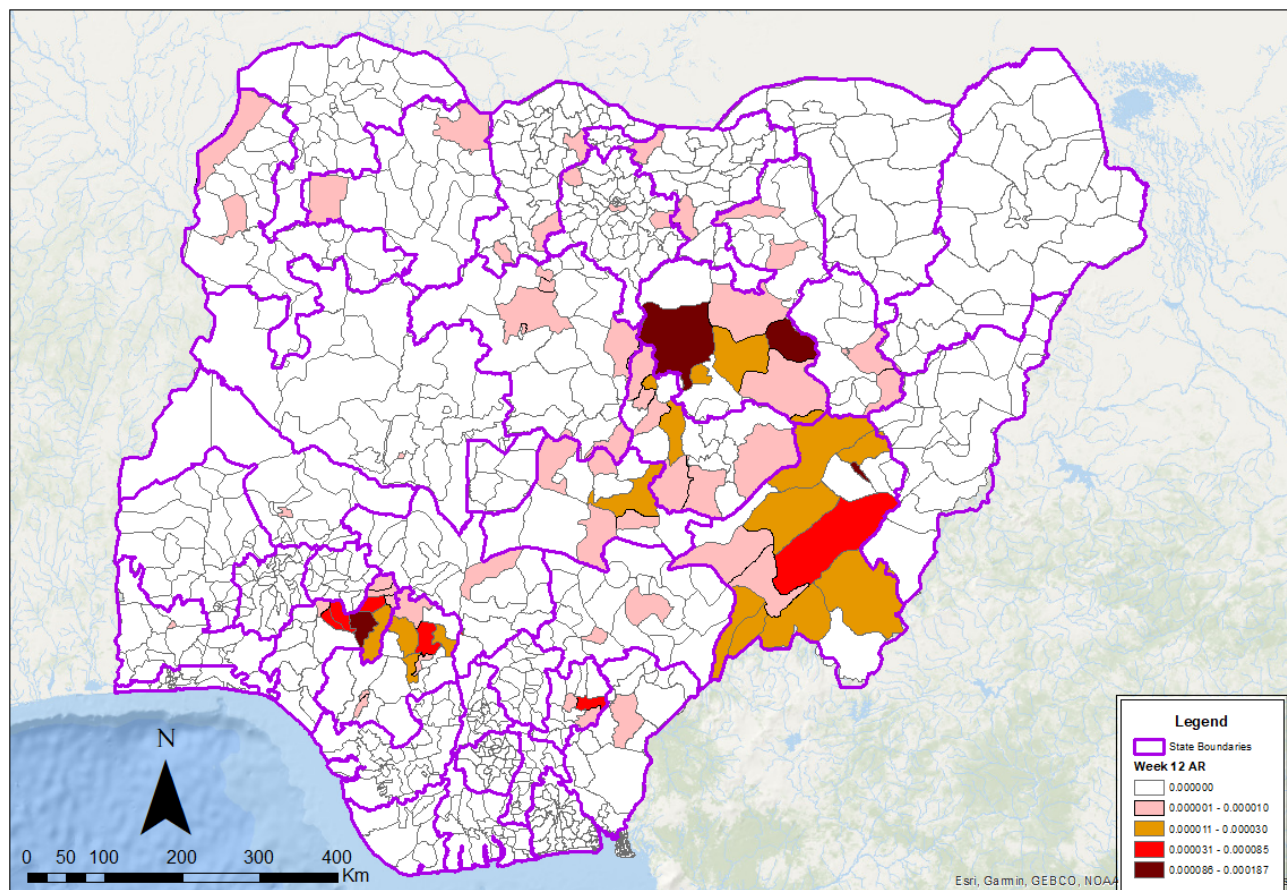 N
0 50 100 200 300 400
Km
Legend
State Boundaries
Week 12 AR
0.000000
0.000001 - 0.000010
0.000011 - 0.000030
0.000031 - 0.000085
0.000086 - 0.000187
Esri, Garmin, GEBCO, NOAA